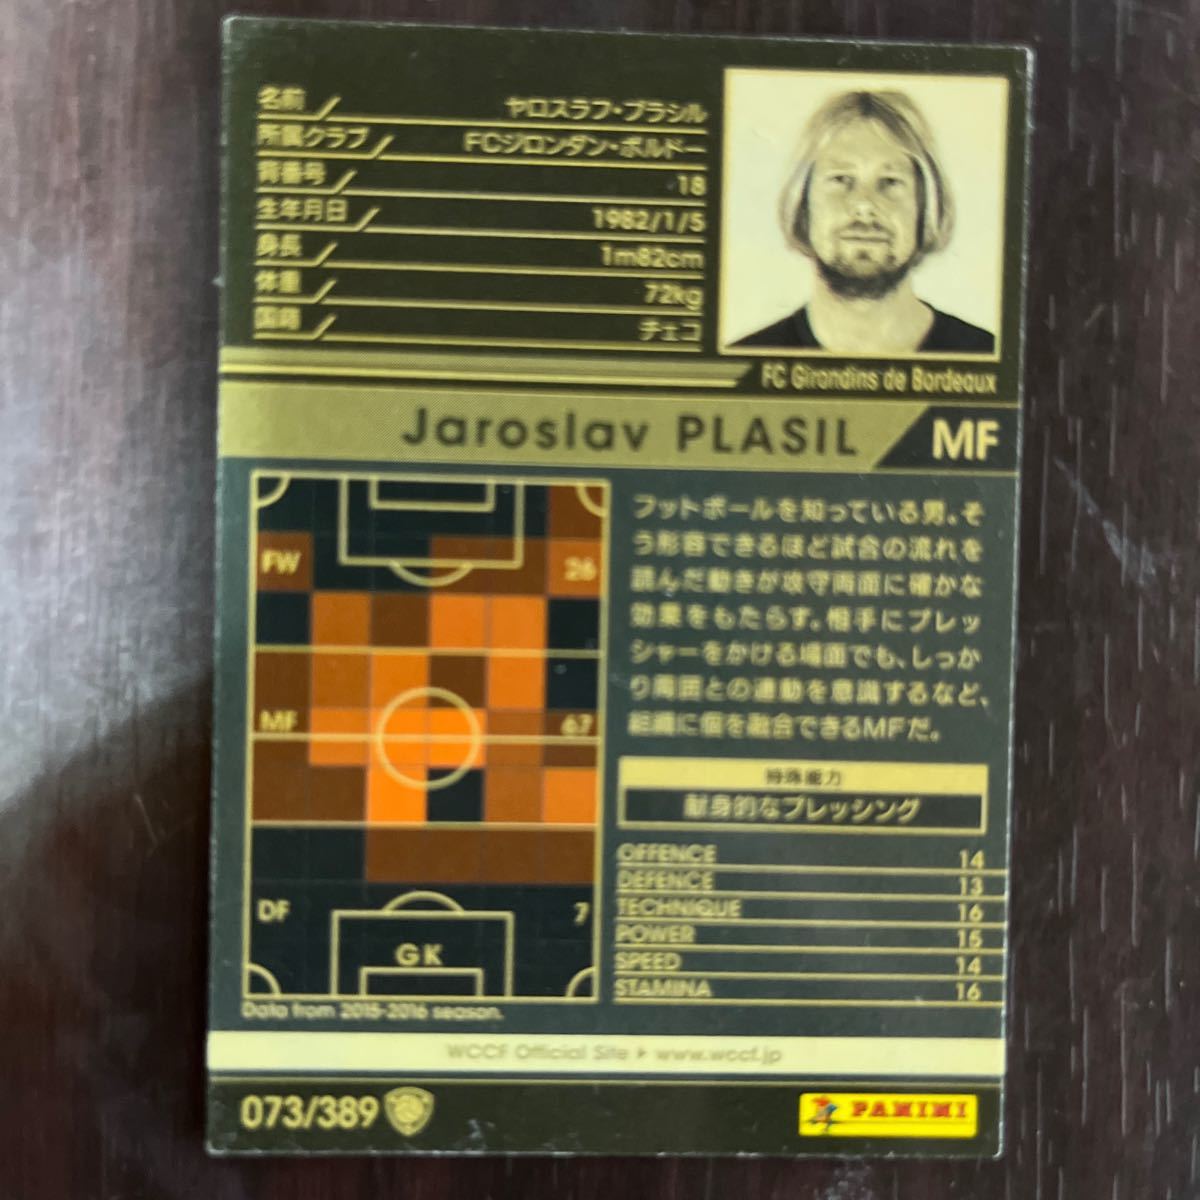 名前 ヤロスラフ・プラシル
所属クラブ FCジロンダン・ボルドー
背番号 18
生年月日 1982/1/5
身長 1m82cm
体重 72kg
国籍 チェコ
FC Girondins de Bordeaux
Jaroslav PLASIL MF
FW 26
MF 67
DF 7
GK
Data from 2015-2016 season.
フットボールを知っている男。そ
う形容できるほど試合の流れを
読んだ動きが攻守両面に確かな
効果をもたらす。相手にプレッ
シャーをかける場面でも、しっか
り周囲との連動を意識するなど、
組織に個を融合できるMFだ。
特殊能力
献身的なプレッシング
OFFENCE 14
DEFENCE 13
TECHNIQUE 16
POWER 15
SPEED 14
STAMINA 16
WCCF Official Site ▶ www.wccf.jp
073/389
PANINI